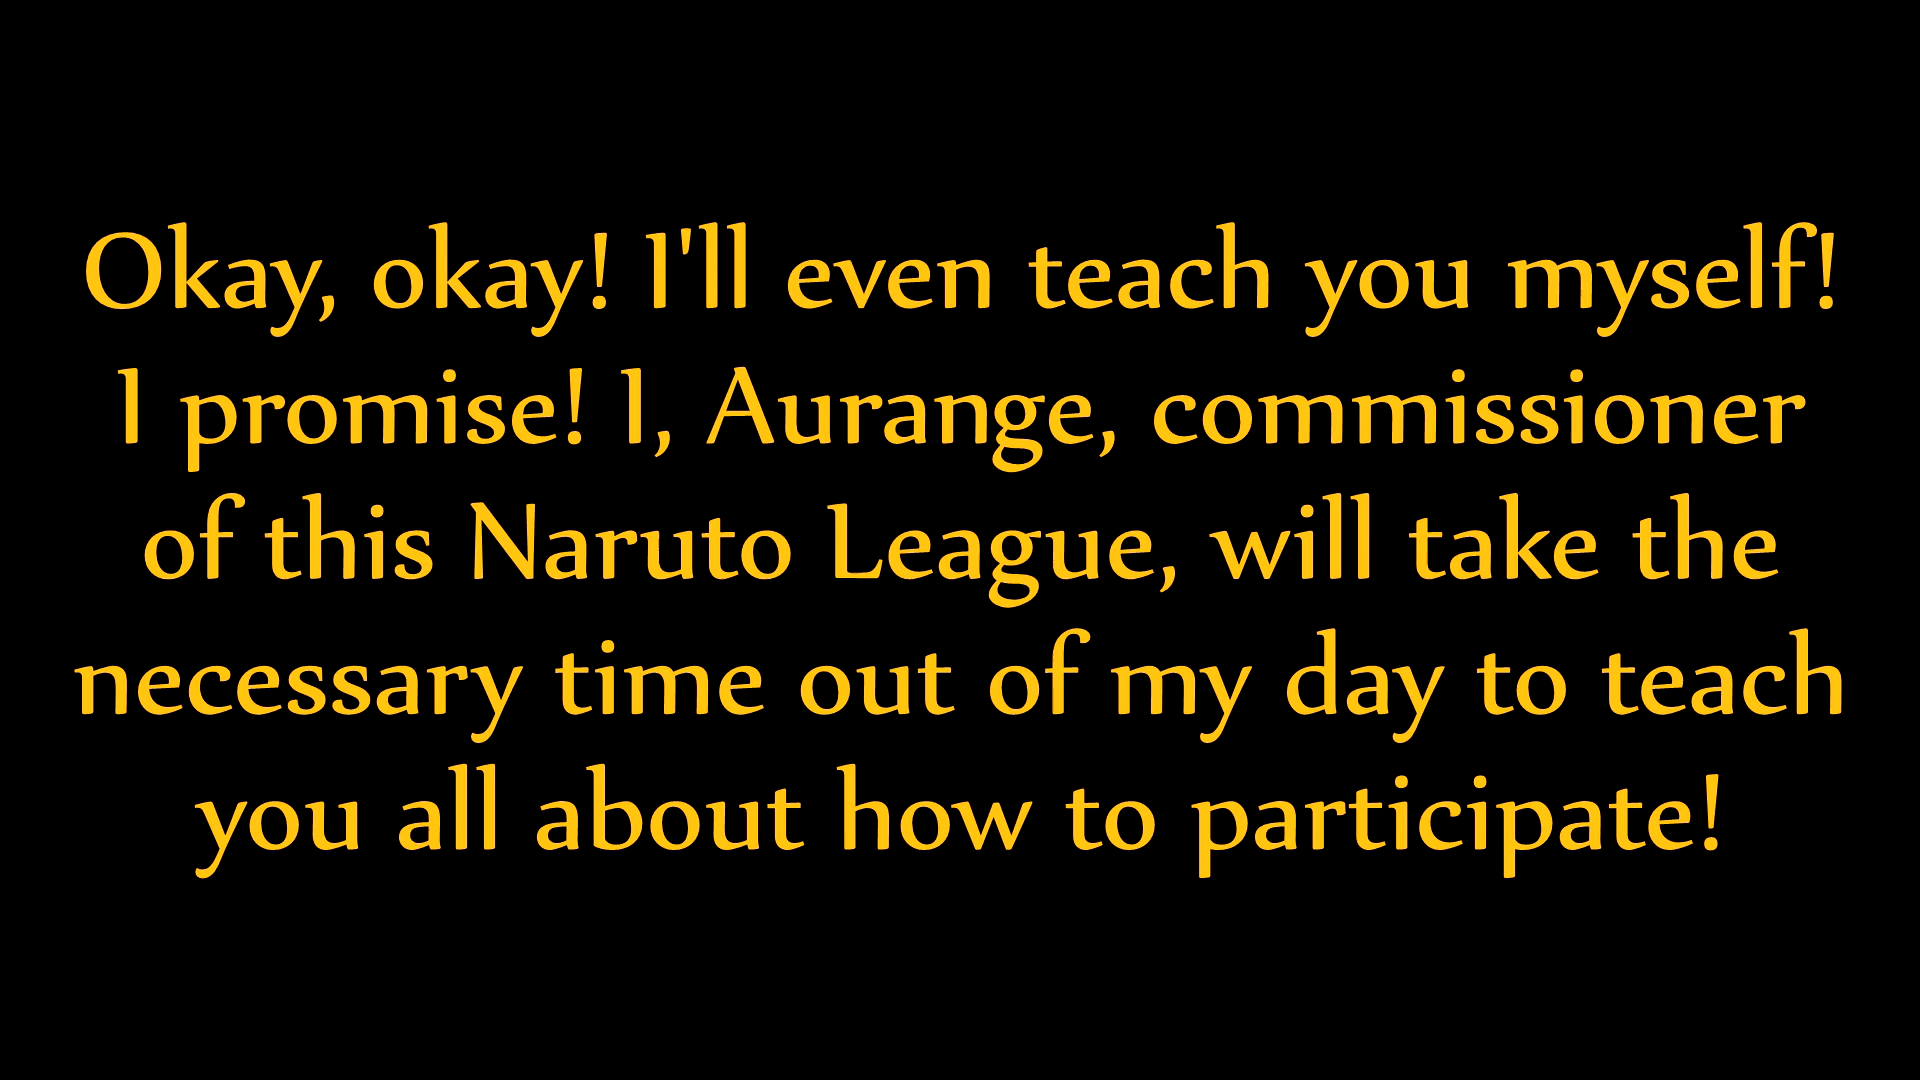 Okay, okay! I'll even teach you myself!
I promise! I, Aurange, commissioner
of this Naruto League, will take the
necessary time out of my day to teach
you all about how to participate!